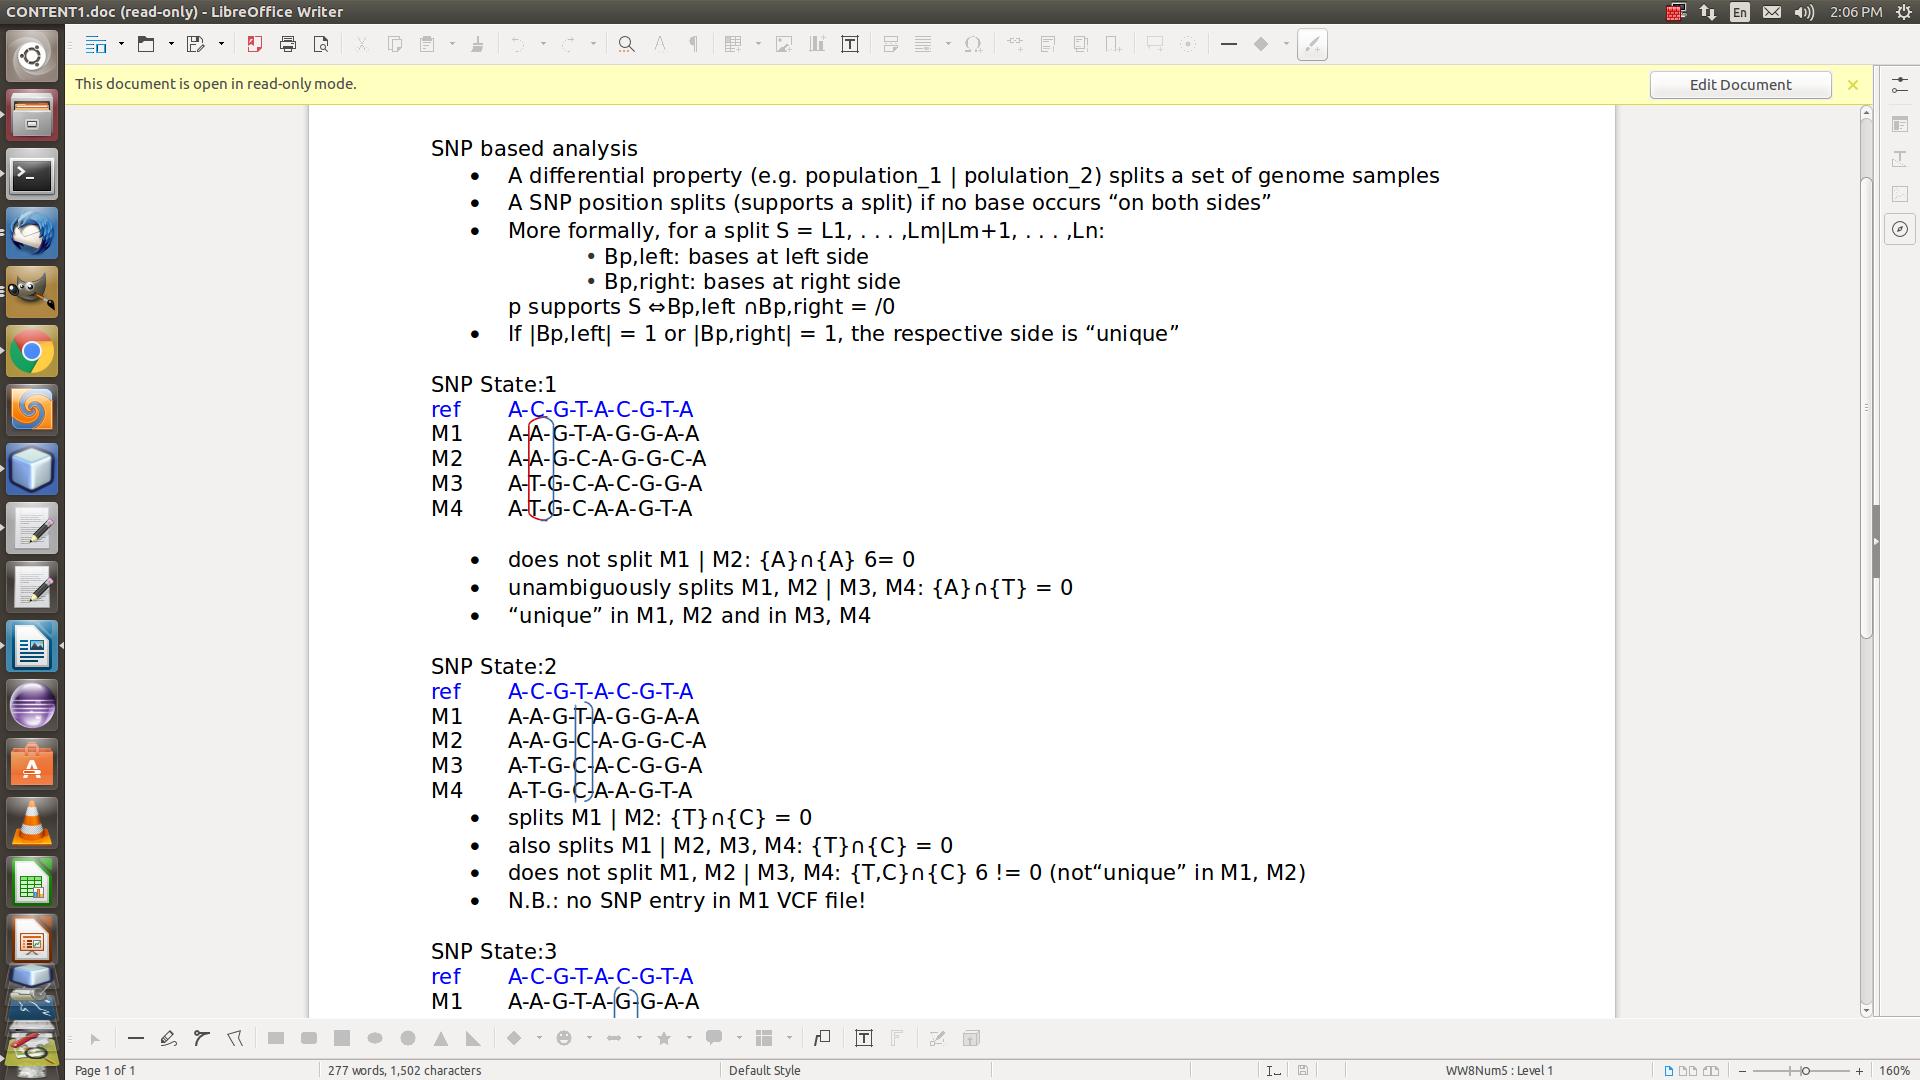 CONTENT1.doc (read-only) - LibreOffice Writer
En
2:06 PM
This document is open in read-only mode.
Edit Document
SNP based analysis
• A differential property (e.g. population_1 | polulation_2) splits a set of genome samples
• A SNP position splits (supports a split) if no base occurs “on both sides”
• More formally, for a split S = L1, . . . ,Lm|Lm+1, . . . ,Ln:
• Bp,left: bases at left side
• Bp,right: bases at right side
p supports S ⇔Bp,left ∩Bp,right = /0
• If |Bp,left| = 1 or |Bp,right| = 1, the respective side is “unique”
SNP State:1
ref A-C-G-T-A-C-G-T-A
M1 A-A-G-T-A-G-G-A-A
M2 A-A-G-C-A-G-G-C-A
M3 A-T-G-C-A-C-G-G-A
M4 A-T-G-C-A-A-G-T-A
• does not split M1 | M2: {A}∩{A} 6= 0
• unambiguously splits M1, M2 | M3, M4: {A}∩{T} = 0
• “unique” in M1, M2 and in M3, M4
SNP State:2
ref A-C-G-T-A-C-G-T-A
M1 A-A-G-T-A-G-G-A-A
M2 A-A-G-C-A-G-G-C-A
M3 A-T-G-C-A-C-G-G-A
M4 A-T-G-C-A-A-G-T-A
• splits M1 | M2: {T}∩{C} = 0
• also splits M1 | M2, M3, M4: {T}∩{C} = 0
• does not split M1, M2 | M3, M4: {T,C}∩{C} 6 != 0 (not“unique” in M1, M2)
• N.B.: no SNP entry in M1 VCF file!
SNP State:3
ref A-C-G-T-A-C-G-T-A
M1 A-A-G-T-A-G-G-A-A
Page 1 of 1
277 words, 1,502 characters
Default Style
WW8Num5 : Level 1
160%